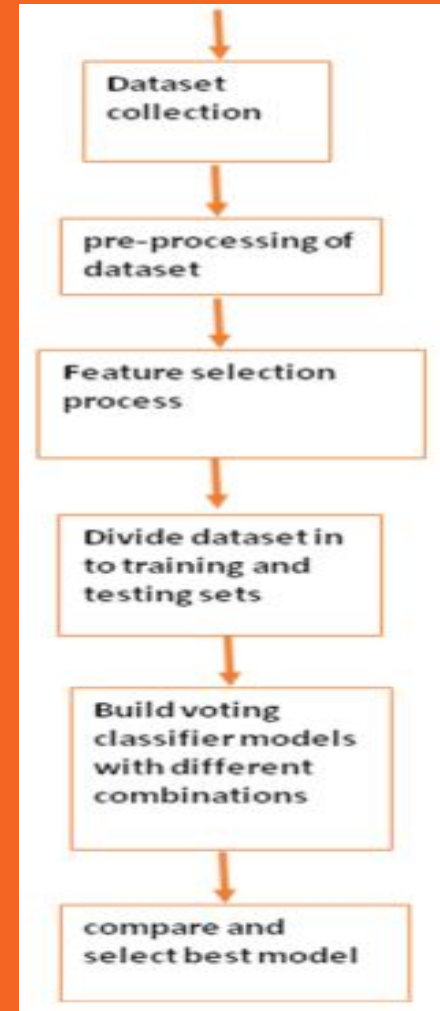 Dataset
collection
pre-processing of
dataset
Feature selection
process
Divide dataset in
to training and
testing sets
Build voting
classifier models
with different
combinations
compare and
select best model